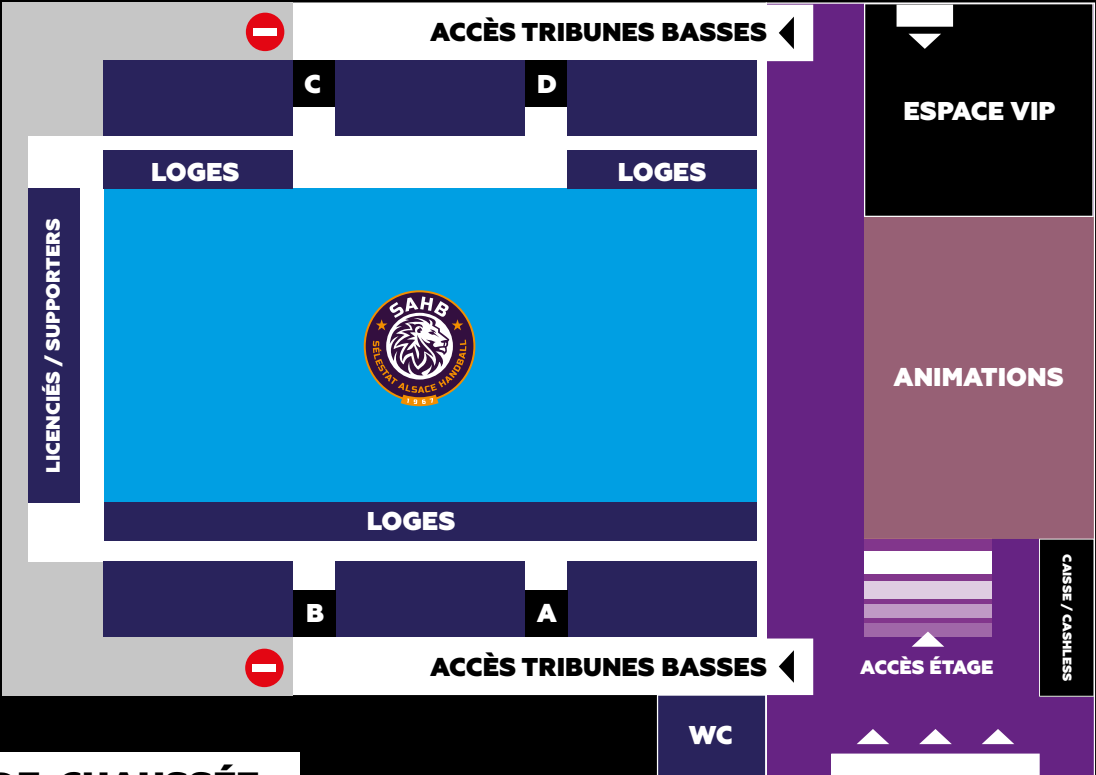 ACCÈS TRIBUNES BASSES
C
D
ESPACE VIP
LOGES
LOGES
LICENCIÉS / SUPPORTERS
SAHB
SÉLESTAT ALSACE HANDBALL
1967
ANIMATIONS
LOGES
CAISSE / CASHLESS
B
A
ACCÈS TRIBUNES BASSES
ACCÈS ÉTAGE
WC